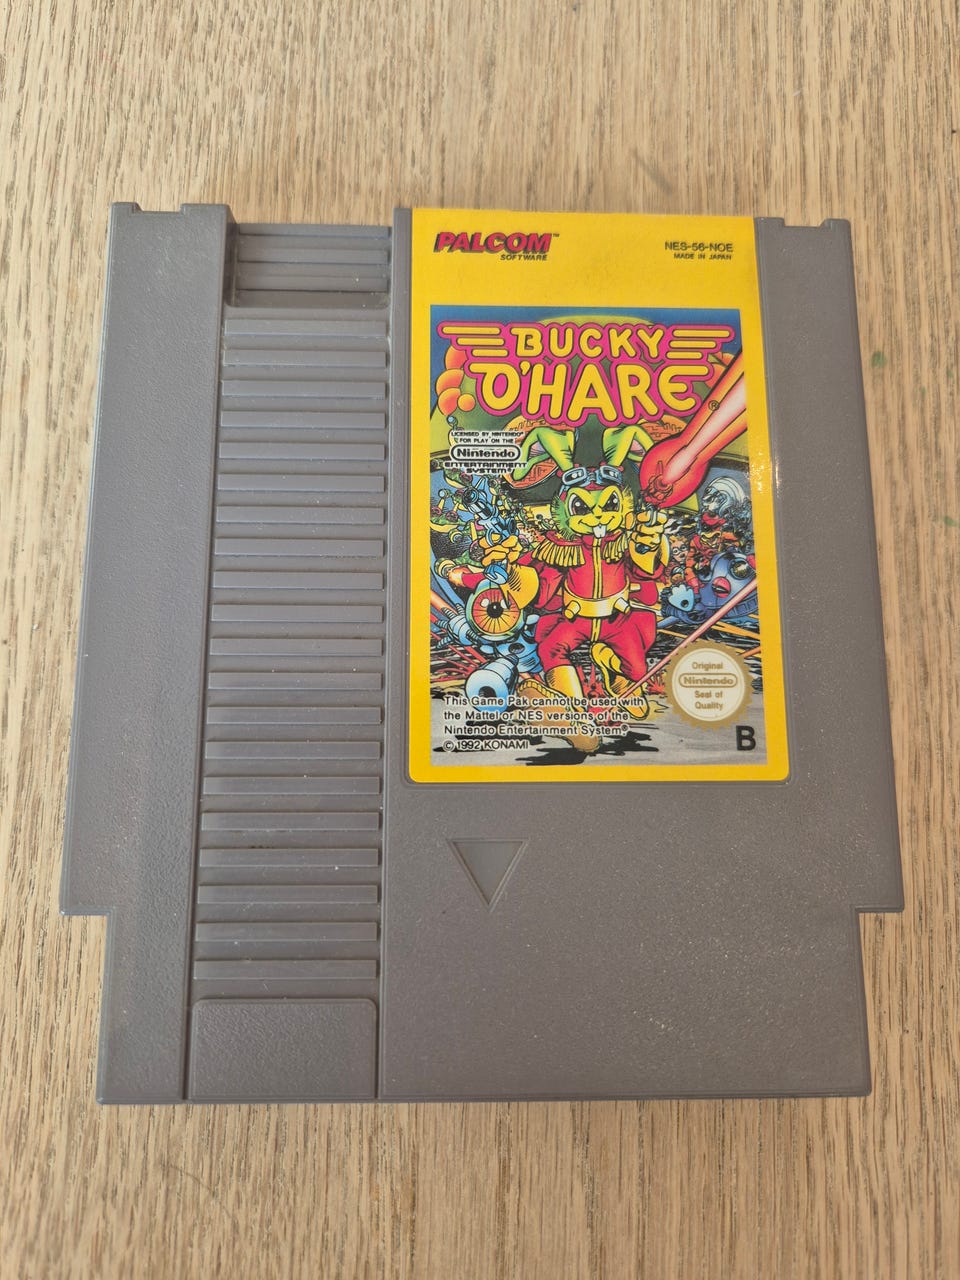 PALCOM™
SOFTWARE
NES-56-NOE
MADE IN JAPAN
BUCKY
O'HARE®
LICENSED BY NINTENDO®
FOR PLAY ON THE
Nintendo
ENTERTAINMENT
SYSTEM®
Original
Nintendo
Seal of
Quality
This Game Pak cannot be used with
the Mattel or NES versions of the
Nintendo Entertainment System®
© 1992 KONAMI
B